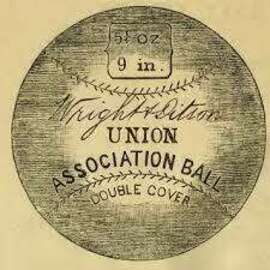 5¼ oz
9 in.
Wright & Ditson
UNION
ASSOCIATION BALL
DOUBLE COVER